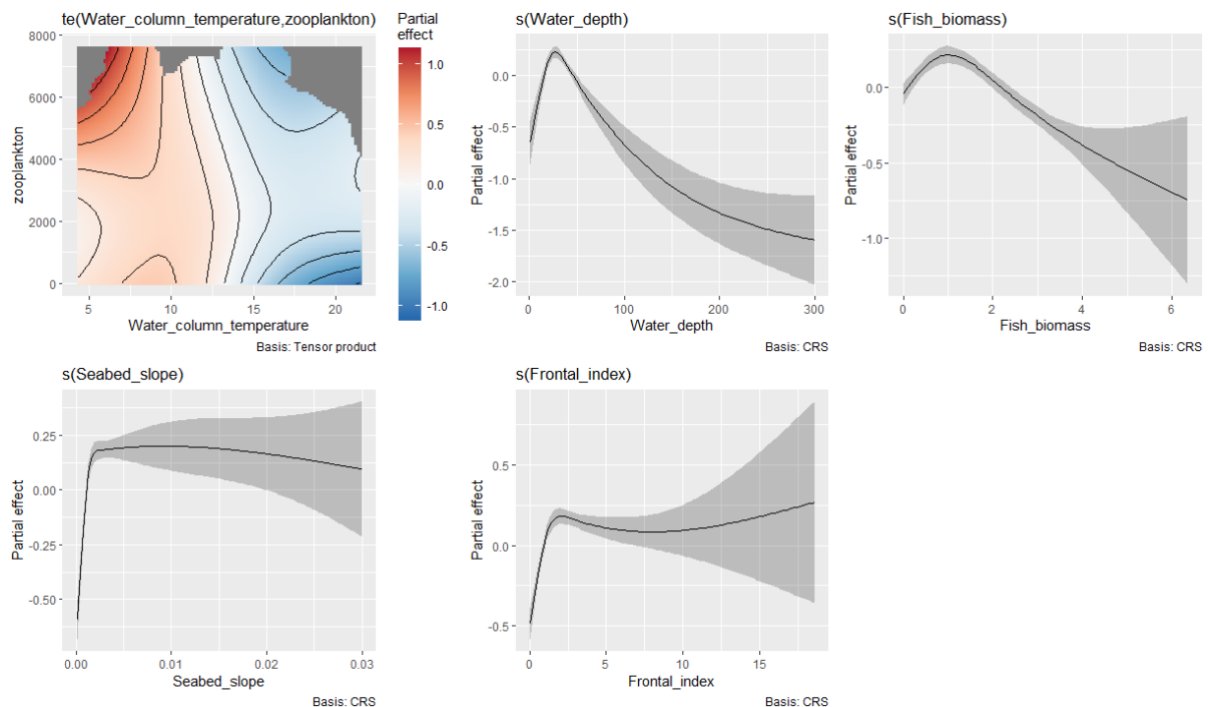 te(Water_column_temperature,zooplankton)
8000
6000
4000
2000
0
zooplankton
5
10
15
20
Water_column_temperature
Basis: Tensor product
Partial
effect
1.0
0.5
0.0
-0.5
-1.0
s(Water_depth)
0.0
-0.5
-1.0
-1.5
-2.0
Partial effect
0
100
200
300
Water_depth
Basis: CRS
s(Fish_biomass)
0.0
-0.5
-1.0
Partial effect
0
2
4
6
Fish_biomass
Basis: CRS
s(Seabed_slope)
0.25
0.00
-0.25
-0.50
Partial effect
0.00
0.01
0.02
0.03
Seabed_slope
Basis: CRS
s(Frontal_index)
0.5
0.0
-0.5
Partial effect
0
5
10
15
Frontal_index
Basis: CRS